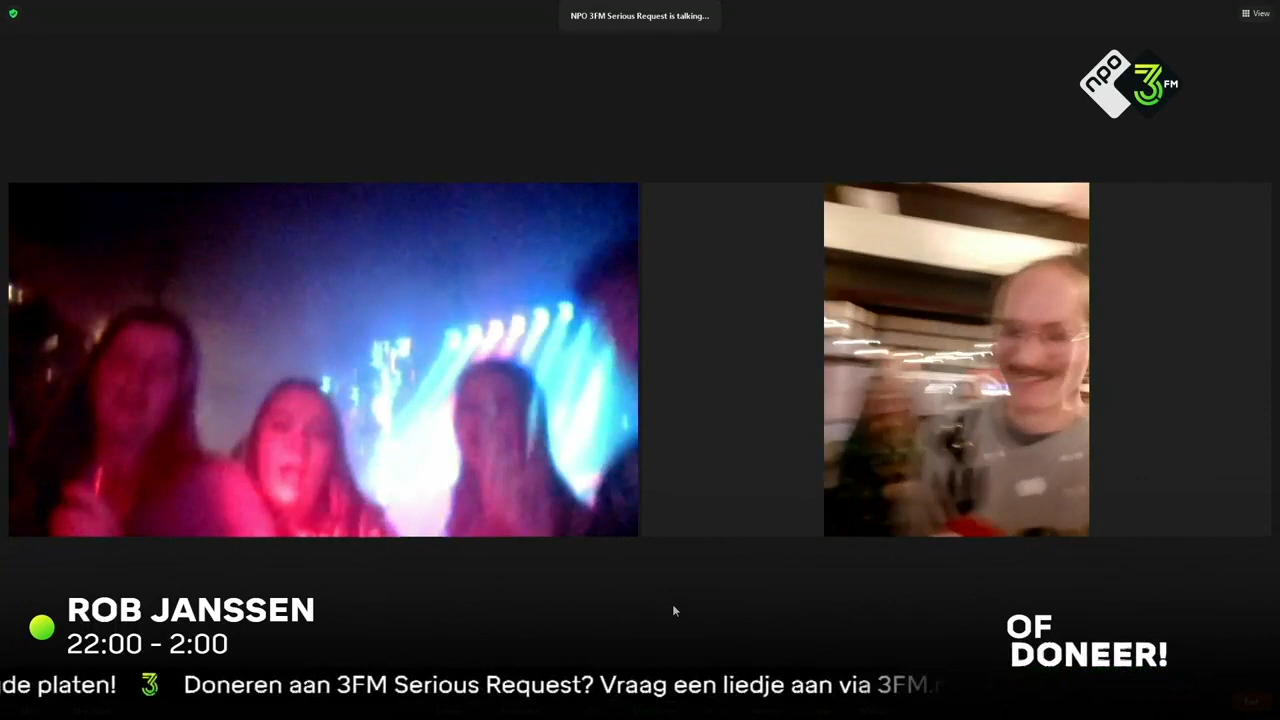 NPO 3FM Serious Request is talking...
View
npo 3FM
ROB JANSSEN
22:00 - 2:00
OF
DONEER!
de platen! 3 Doneren aan 3FM Serious Request? Vraag een liedje aan via 3FM.